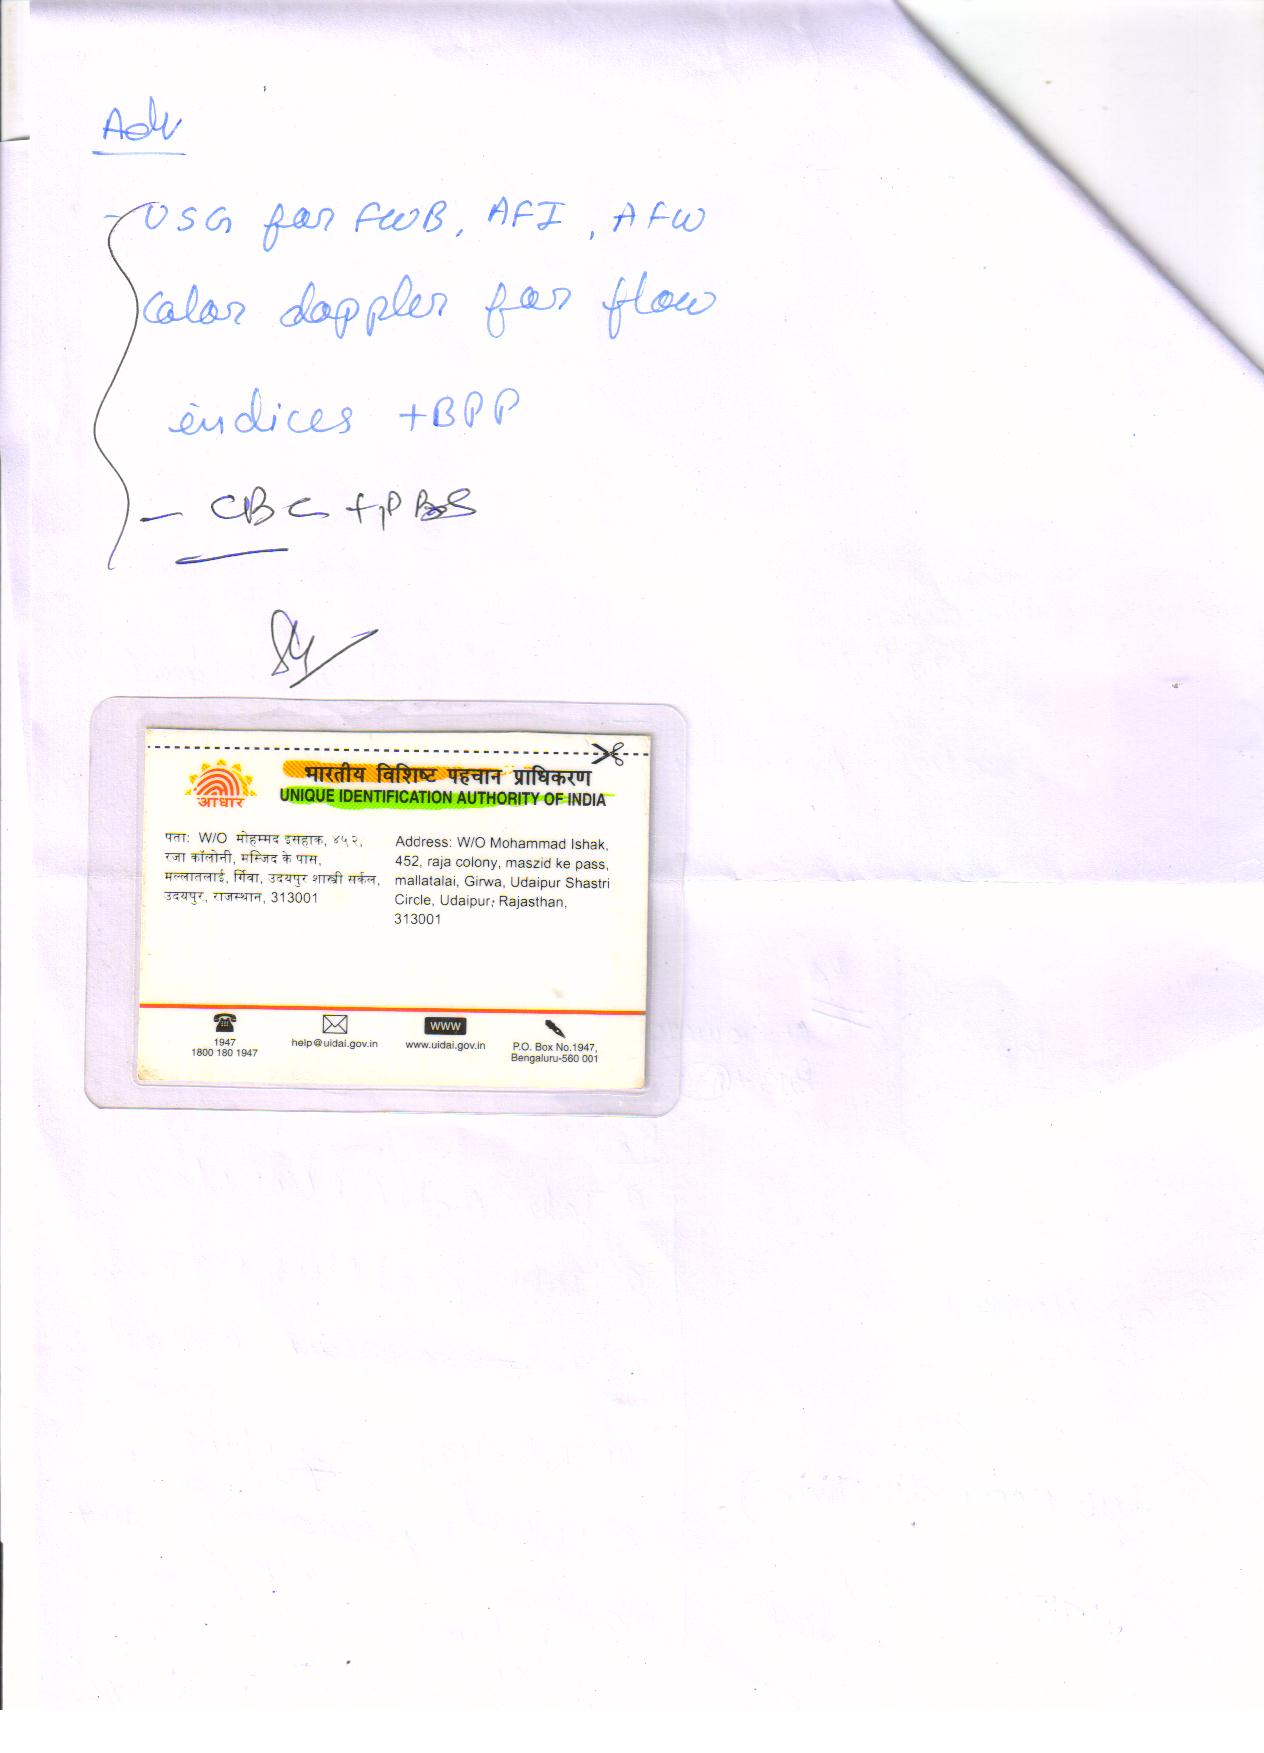 Adv
- USG for FWB, AFI, AFW
Color doppler for flow
indices + BPP
- CBC + PBS
भारतीय विशिष्ट पहचान प्राधिकरण
UNIQUE IDENTIFICATION AUTHORITY OF INDIA
आधार
पता: W/O मोहम्मद इसहाक, ४५२,
रजा कॉलोनी, मस्जिद के पास,
मल्लातलाई, गिर्वा, उदयपुर शास्त्री सर्कल,
उदयपुर, राजस्थान, 313001
Address: W/O Mohammad Ishak,
452, raja colony, maszid ke pass,
mallatalai, Girwa, Udaipur Shastri
Circle, Udaipur, Rajasthan,
313001
1947
1800 180 1947
help@uidai.gov.in
www
www.uidai.gov.in
P.O. Box No.1947,
Bengaluru-560 001